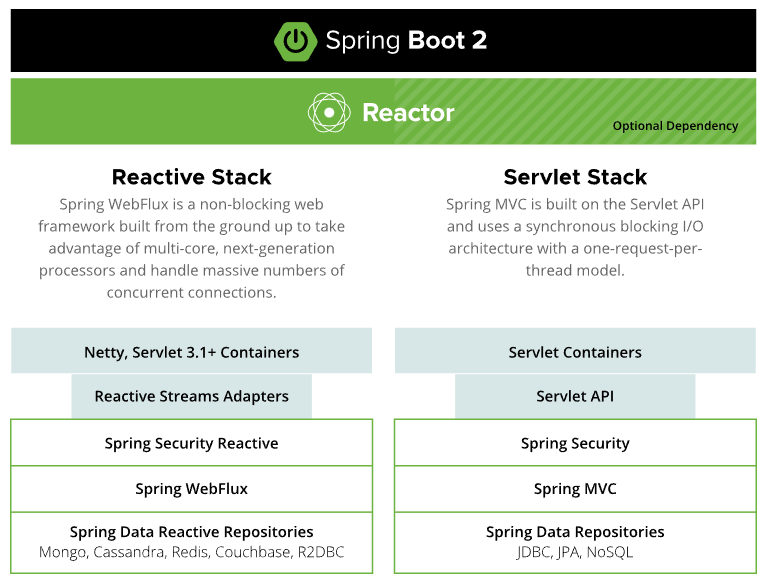 Spring Boot 2
Reactor
Optional Dependency
Reactive Stack
Spring WebFlux is a non-blocking web
framework built from the ground up to take
advantage of multi-core, next-generation
processors and handle massive numbers of
concurrent connections.
Servlet Stack
Spring MVC is built on the Servlet API
and uses a synchronous blocking I/O
architecture with a one-request-per-
thread model.
Netty, Servlet 3.1+ Containers
Reactive Streams Adapters
Spring Security Reactive
Spring WebFlux
Spring Data Reactive Repositories
Mongo, Cassandra, Redis, Couchbase, R2DBC
Servlet Containers
Servlet API
Spring Security
Spring MVC
Spring Data Repositories
JDBC, JPA, NoSQL